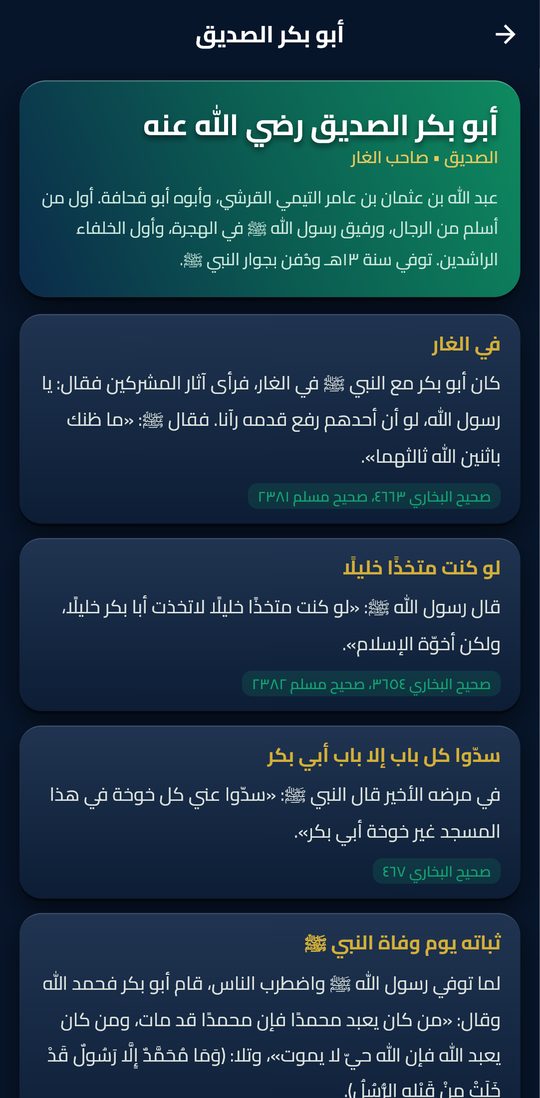 أبو بكر الصديق
أبو بكر الصديق رضي الله عنه
الصديق • صاحب الغار
عبد الله بن عثمان بن عامر التيمي القرشي، وأبوه أبو قحافة. أول من
أسلم من الرجال، ورفيق رسول الله ﷺ في الهجرة، وأول الخلفاء
الراشدين. توفي سنة ١٣هـ ودُفن بجوار النبي ﷺ.
في الغار
كان أبو بكر مع النبي ﷺ في الغار، فرأى آثار المشركين فقال: يا
رسول الله، لو أن أحدهم رفع قدمه رآنا. فقال ﷺ: «ما ظنك
باثنين الله ثالثهما».
صحيح البخاري ٤٦٦٣، صحيح مسلم ٢٣٨١
لو كنت متخذًا خليلًا
قال رسول الله ﷺ: «لو كنت متخذًا خليلًا لاتخذت أبا بكر خليلًا،
ولكن أخوّة الإسلام».
صحيح البخاري ٣٦٥٤، صحيح مسلم ٢٣٨٢
سدّوا كل باب إلا باب أبي بكر
في مرضه الأخير قال النبي ﷺ: «سدّوا عني كل خوخة في هذا
المسجد غير خوخة أبي بكر».
صحيح البخاري ٤٦٧
ثباته يوم وفاة النبي ﷺ
لما توفي رسول الله ﷺ واضطرب الناس، قام أبو بكر فحمد الله
وقال: «من كان يعبد محمدًا فإن محمدًا قد مات، ومن كان
يعبد الله فإن الله حيّ لا يموت»، وتلا: (وَمَا مُحَمَّدٌ إِلَّا رَسُولٌ قَدْ
خَلَتْ مِنْ قَبْلِهِ الرُّسُلُ).